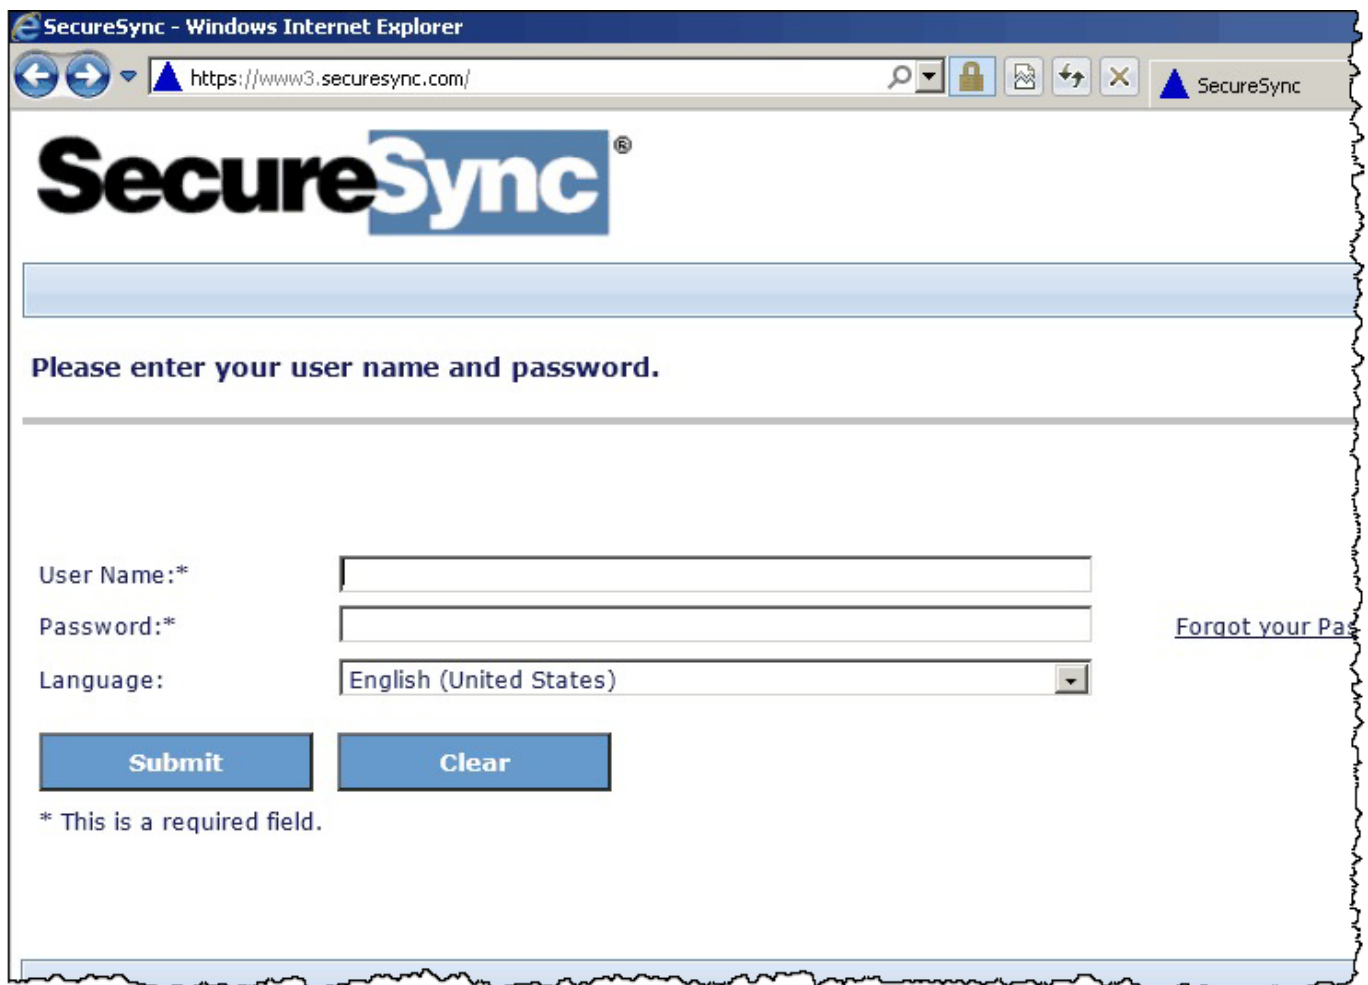 SecureSync - Windows Internet Explorer
https://www3.securesync.com/
SecureSync
SecureSync®
Please enter your user name and password.
User Name:*
Password:*
Forgot your
Language:
English (United States)
Submit
Clear
* This is a required field.